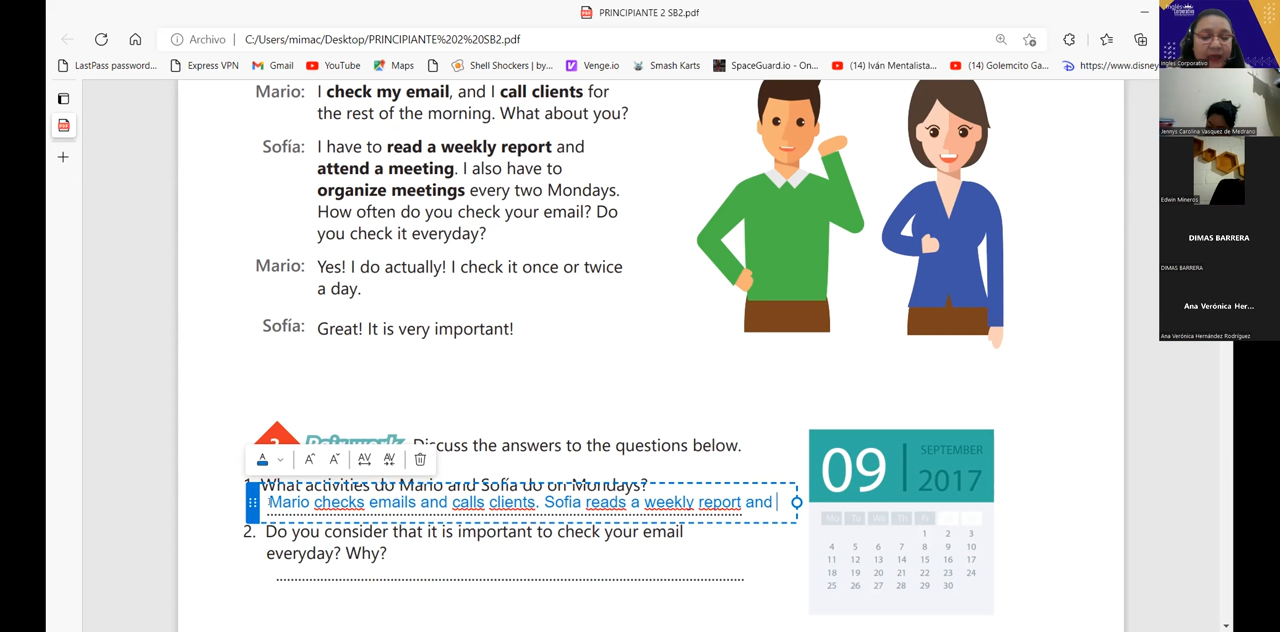 PRINCIPIANTE 2 SB2.pdf
Archivo
C:/Users/mimac/Desktop/PRINCIPIANTE%202%20SB2.pdf
LastPass password...
Express VPN
Gmail
YouTube
Maps
Shell Shockers | by...
Venge.io
Smash Karts
SpaceGuard.io - On...
(14) Iván Mentalista...
(14) Golemcito Ga...
https://www.disney
Mario: I check my email, and I call clients for
the rest of the morning. What about you?
Sofía: I have to read a weekly report and
attend a meeting. I also have to
organize meetings every two Mondays.
How often do you check your email? Do
you check it everyday?
Mario: Yes! I do actually! I check it once or twice
a day.
Sofía: Great! It is very important!
Discuss the answers to the questions below.
1. What activities do Mario and Sofía do on Mondays?
Mario checks emails and calls clients. Sofia reads a weekly report and
2. Do you consider that it is important to check your email
everyday? Why?
09 SEPTEMBER
2017
Mo Tu We Th Fr
1 2 3
4 5 6 7 8 9 10
11 12 13 14 15 16 17
18 19 20 21 22 23 24
25 26 27 28 29 30
Inglés
Corporativo
Ingles Corporativo
Jennys Carolina Vasquez de Medrano
Edwin Mineros
DIMAS BARRERA
DIMAS BARRERA
Ana Verónica Her...
Ana Verónica Hernández Rodríguez